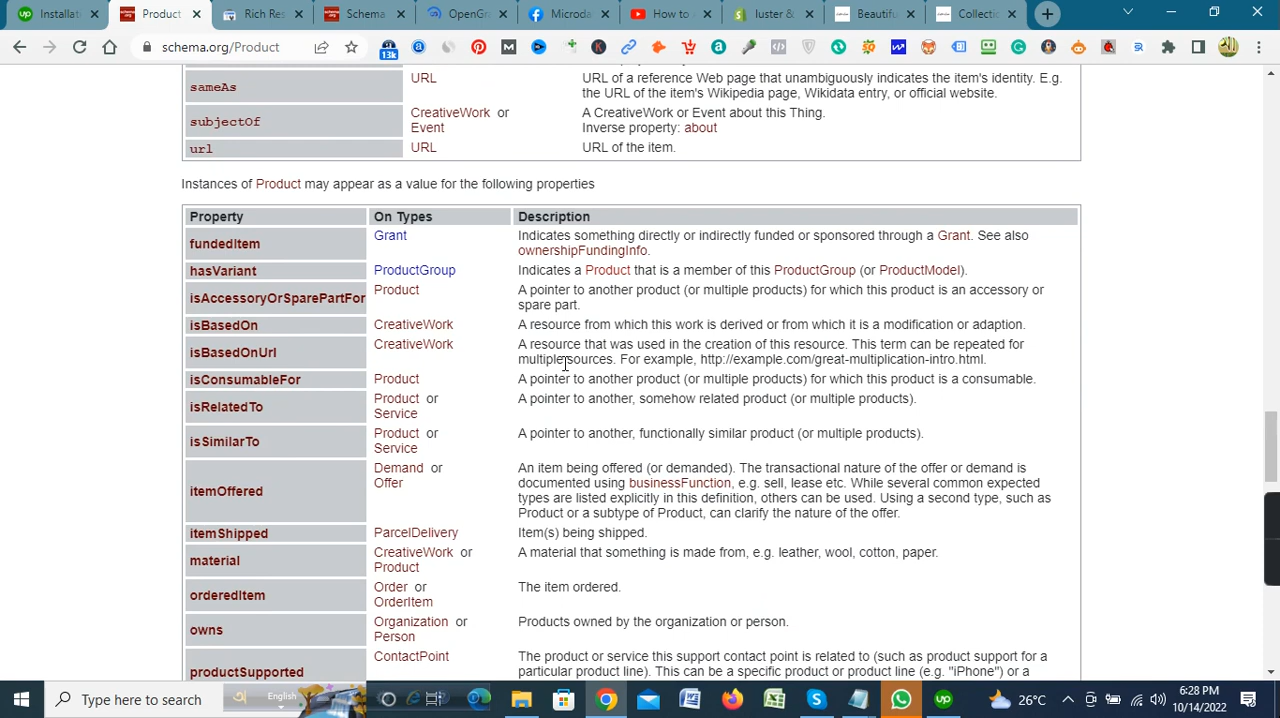 Installati
Product
Rich Res
Schema
OpenGr
Microda
How to
luster &
Beautifu
Collectic
schema.org/Product
13k
sameAs URL URL of a reference Web page that unambiguously indicates the item's identity. E.g.
the URL of the item's Wikipedia page, Wikidata entry, or official website.
subjectOf CreativeWork or A CreativeWork or Event about this Thing.
Event Inverse property: about
url URL URL of the item.
Instances of Product may appear as a value for the following properties
Property On Types Description
fundedItem Grant Indicates something directly or indirectly funded or sponsored through a Grant. See also
ownershipFundingInfo.
hasVariant ProductGroup Indicates a Product that is a member of this ProductGroup (or ProductModel).
isAccessoryOrSparePartFor Product A pointer to another product (or multiple products) for which this product is an accessory or
spare part.
isBasedOn CreativeWork A resource from which this work is derived or from which it is a modification or adaption.
isBasedOnUrl CreativeWork A resource that was used in the creation of this resource. This term can be repeated for
multiple sources. For example, http://example.com/great-multiplication-intro.html.
isConsumableFor Product A pointer to another product (or multiple products) for which this product is a consumable.
isRelatedTo Product or A pointer to another, somehow related product (or multiple products).
Service
isSimilarTo Product or A pointer to another, functionally similar product (or multiple products).
Service
itemOffered Demand or An item being offered (or demanded). The transactional nature of the offer or demand is
Offer documented using businessFunction, e.g. sell, lease etc. While several common expected
types are listed explicitly in this definition, others can be used. Using a second type, such as
Product or a subtype of Product, can clarify the nature of the offer.
itemShipped ParcelDelivery Item(s) being shipped.
material CreativeWork or A material that something is made from, e.g. leather, wool, cotton, paper.
Product
orderedItem Order or The item ordered.
OrderItem
owns Organization or Products owned by the organization or person.
Person
productSupported ContactPoint The product or service this support contact point is related to (such as product support for a
particular product line). This can be a specific product or product line (e.g. "iPhone") or a
Type here to search
English
26°C
6:28 PM
10/14/2022